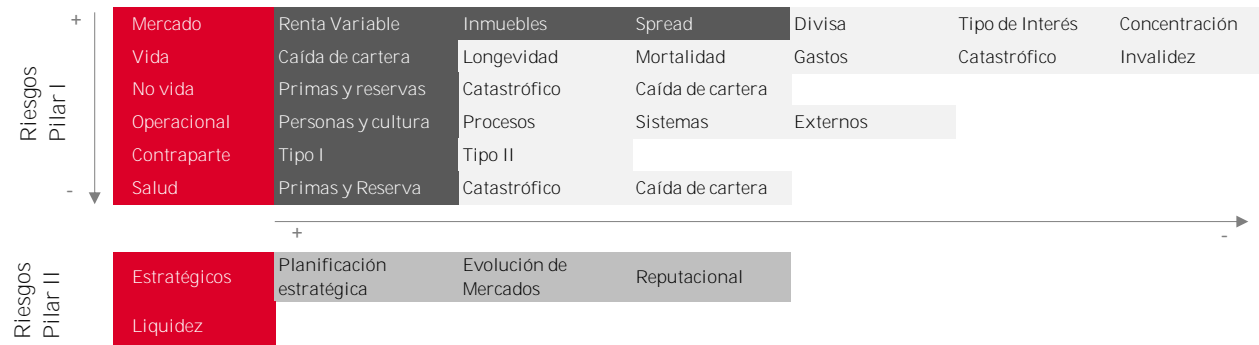 + Mercado Renta Variable Inmuebles Spread Divisa Tipo de Interés Concentración
Vida Caída de cartera Longevidad Mortalidad Gastos Catastrófico Invalidez
No vida Primas y reservas Catastrófico Caída de cartera
Operacional Personas y cultura Procesos Sistemas Externos
Contraparte Tipo I Tipo II
- Salud Primas y Reserva Catastrófico Caída de cartera
Riesgos
Pilar I
+ -
Estratégicos Planificación estratégica Evolución de Mercados Reputacional
Liquidez
Riesgos
Pilar II